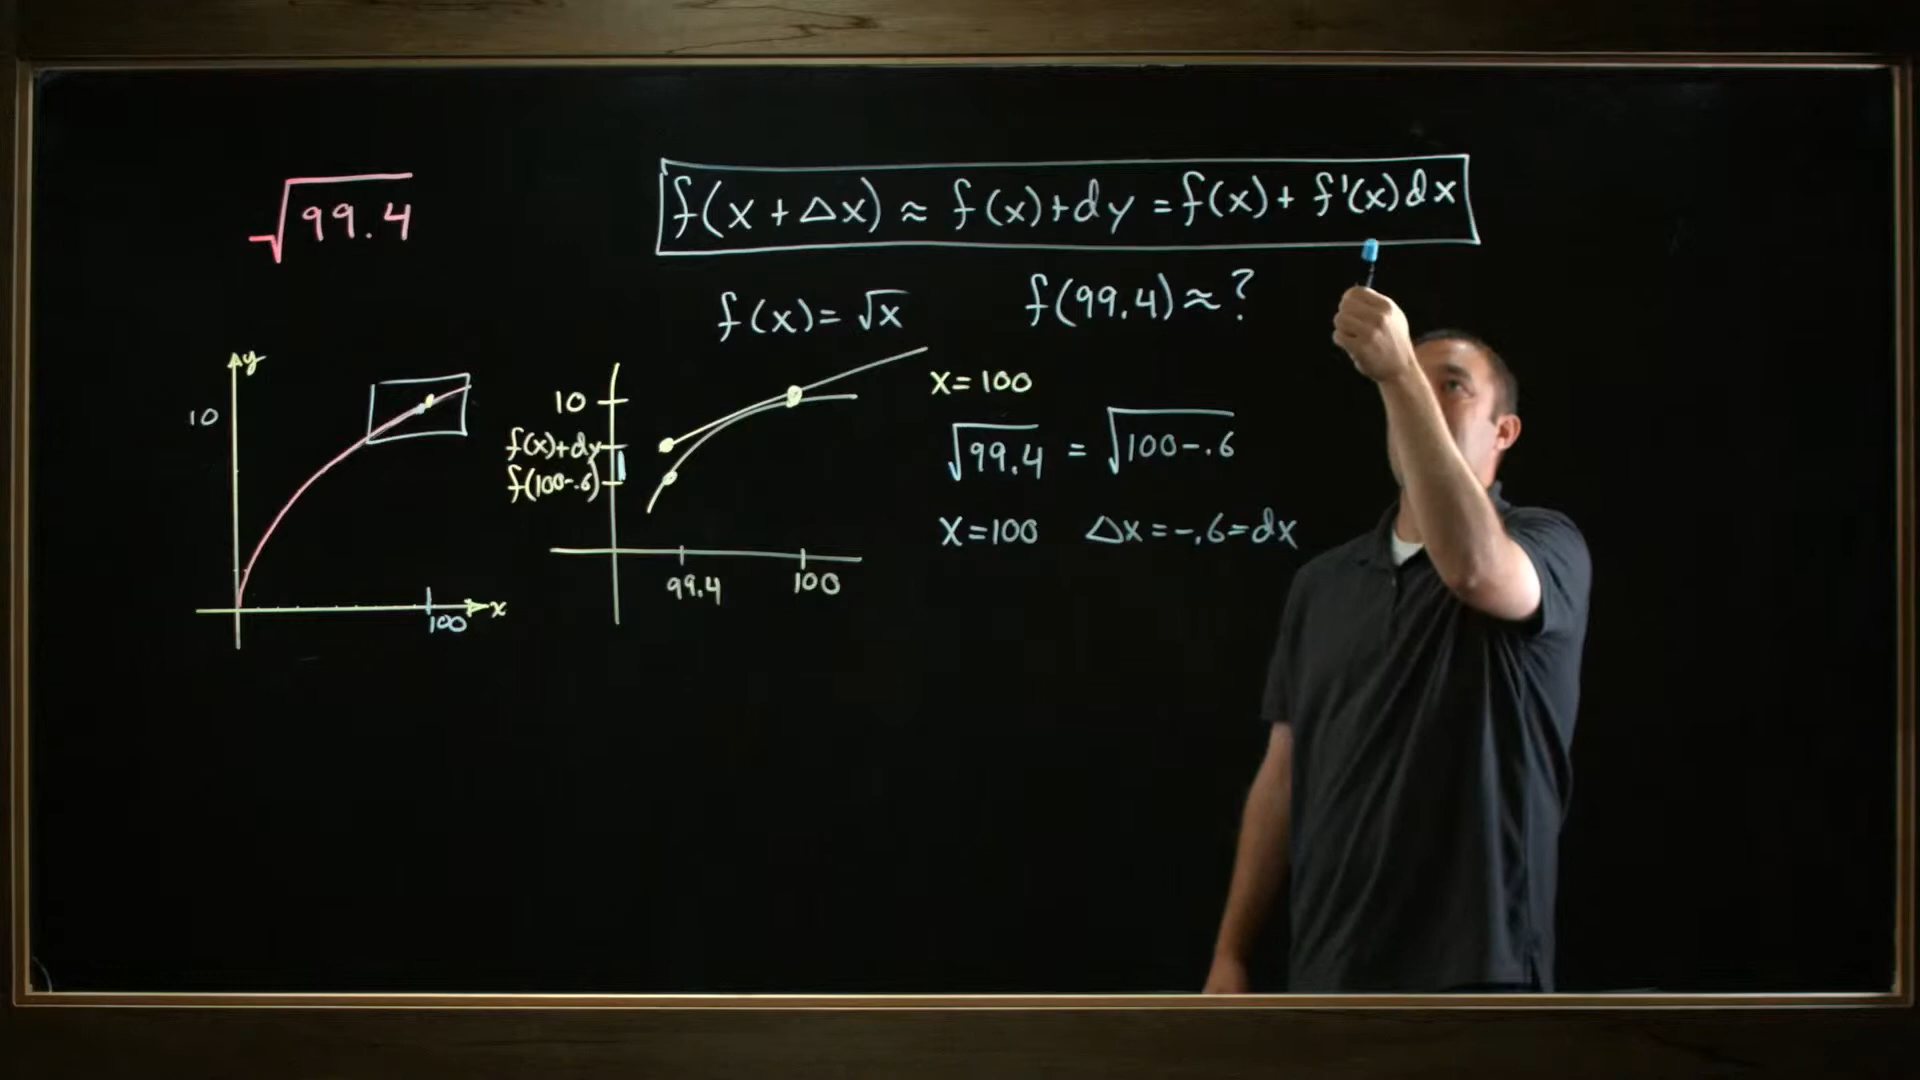 √99.4
f(x + Δx) ≈ f(x) + dy = f(x) + f'(x)dx
f(x) = √x
f(99.4) ≈ ?
y
10
100
x
10
f(x)+dy
f(100-.6)
99.4
100
x = 100
√99.4 = √100-.6
x = 100 Δx = -.6 = dx